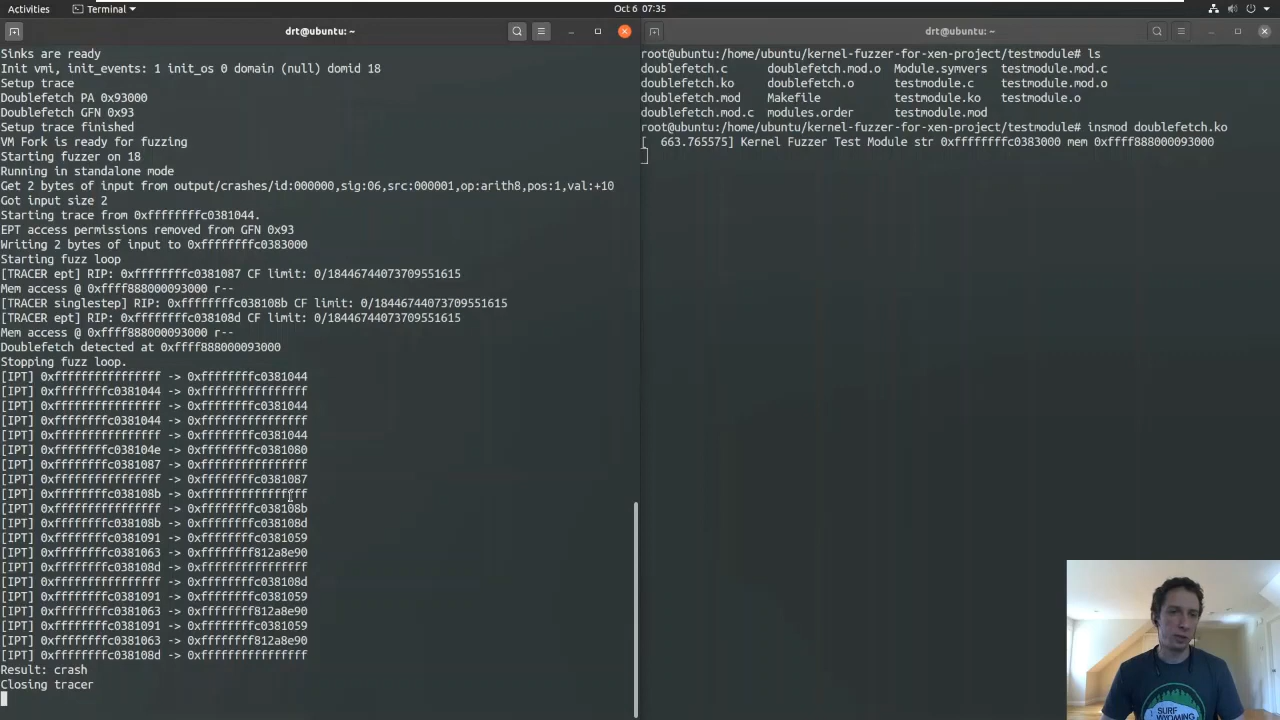 Activities
Terminal
Oct 6 07:35
drt@ubuntu: ~
Sinks are ready
Init vmi, init_events: 1 init_os 0 domain (null) domid 18
Setup trace
Doublefetch PA 0x93000
Doublefetch GFN 0x93
Setup trace finished
VM Fork is ready for fuzzing
Starting fuzzer on 18
Running in standalone mode
Get 2 bytes of input from output/crashes/id:000000,sig:06,src:000001,op:arith8,pos:1,val:+10
Got input size 2
Starting trace from 0xffffffffc0381044.
EPT access permissions removed from GFN 0x93
Writing 2 bytes of input to 0xffffffffc0383000
Starting fuzz loop
[TRACER ept] RIP: 0xffffffffc0381087 CF limit: 0/18446744073709551615
Mem access @ 0xffff888000093000 r--
[TRACER singlestep] RIP: 0xffffffffc038108b CF limit: 0/18446744073709551615
[TRACER ept] RIP: 0xffffffffc038108d CF limit: 0/18446744073709551615
Mem access @ 0xffff888000093000 r--
Doublefetch detected at 0xffff888000093000
Stopping fuzz loop.
[IPT] 0xffffffffffffffff -> 0xffffffffc0381044
[IPT] 0xffffffffc0381044 -> 0xffffffffffffffff
[IPT] 0xffffffffffffffff -> 0xffffffffc0381044
[IPT] 0xffffffffc0381044 -> 0xffffffffffffffff
[IPT] 0xffffffffffffffff -> 0xffffffffc0381044
[IPT] 0xffffffffc038104e -> 0xffffffffc0381080
[IPT] 0xffffffffc0381087 -> 0xffffffffffffffff
[IPT] 0xffffffffffffffff -> 0xffffffffc0381087
[IPT] 0xffffffffc038108b -> 0xffffffffffffffff
[IPT] 0xffffffffffffffff -> 0xffffffffc038108b
[IPT] 0xffffffffc038108b -> 0xffffffffc038108d
[IPT] 0xffffffffc0381091 -> 0xffffffffc0381059
[IPT] 0xffffffffc0381063 -> 0xffffffff812a8e90
[IPT] 0xffffffffc038108d -> 0xffffffffffffffff
[IPT] 0xffffffffffffffff -> 0xffffffffc038108d
[IPT] 0xffffffffc0381091 -> 0xffffffffc0381059
[IPT] 0xffffffffc0381063 -> 0xffffffff812a8e90
[IPT] 0xffffffffc0381091 -> 0xffffffffc0381059
[IPT] 0xffffffffc0381063 -> 0xffffffff812a8e90
[IPT] 0xffffffffc038108d -> 0xffffffffffffffff
Result: crash
Closing tracer
drt@ubuntu: ~
root@ubuntu:/home/ubuntu/kernel-fuzzer-for-xen-project/testmodule# ls
doublefetch.c doublefetch.mod.o Module.symvers testmodule.mod.c
doublefetch.ko doublefetch.o testmodule.c testmodule.mod.o
doublefetch.mod Makefile testmodule.ko testmodule.o
doublefetch.mod.c modules.order testmodule.mod
root@ubuntu:/home/ubuntu/kernel-fuzzer-for-xen-project/testmodule# insmod doublefetch.ko
[ 663.765575] Kernel Fuzzer Test Module str 0xffffffffc0383000 mem 0xffff888000093000
SURF
WYOMING